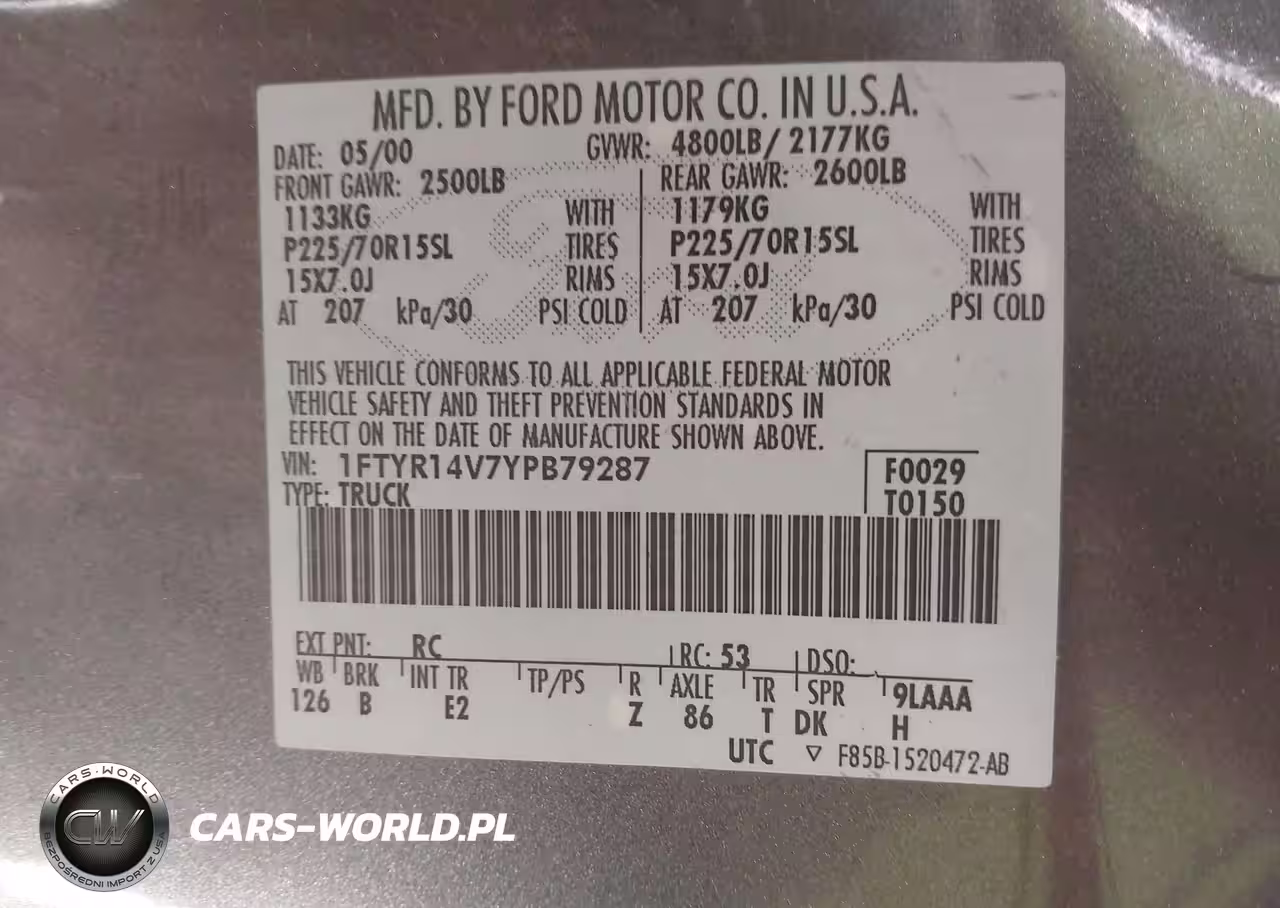 MFD. BY FORD MOTOR CO. IN U.S.A.
DATE: 05/00 GVWR: 4800LB/ 2177KG
FRONT GAWR: 2500LB REAR GAWR: 2600LB
1133KG WITH 1179KG WITH
P225/70R15SL TIRES P225/70R15SL TIRES
15X7.0J RIMS 15X7.0J RIMS
AT 207 kPa/30 PSI COLD AT 207 kPa/30 PSI COLD
THIS VEHICLE CONFORMS TO ALL APPLICABLE FEDERAL MOTOR
VEHICLE SAFETY AND THEFT PREVENTION STANDARDS IN
EFFECT ON THE DATE OF MANUFACTURE SHOWN ABOVE.
VIN: 1FTYR14V7YPB79287 F0029
TYPE: TRUCK T0150
EXT PNT: RC RC: 53 DSO:
WB BRK INT TR TP/PS R AXLE TR SPR 9LAAA
126 B E2 Z 86 T DK H
UTC ▽ F85B-1520472-AB
CARS-WORLD
CW
BEZPOŚREDNI IMPORT Z USA
CARS-WORLD.PL